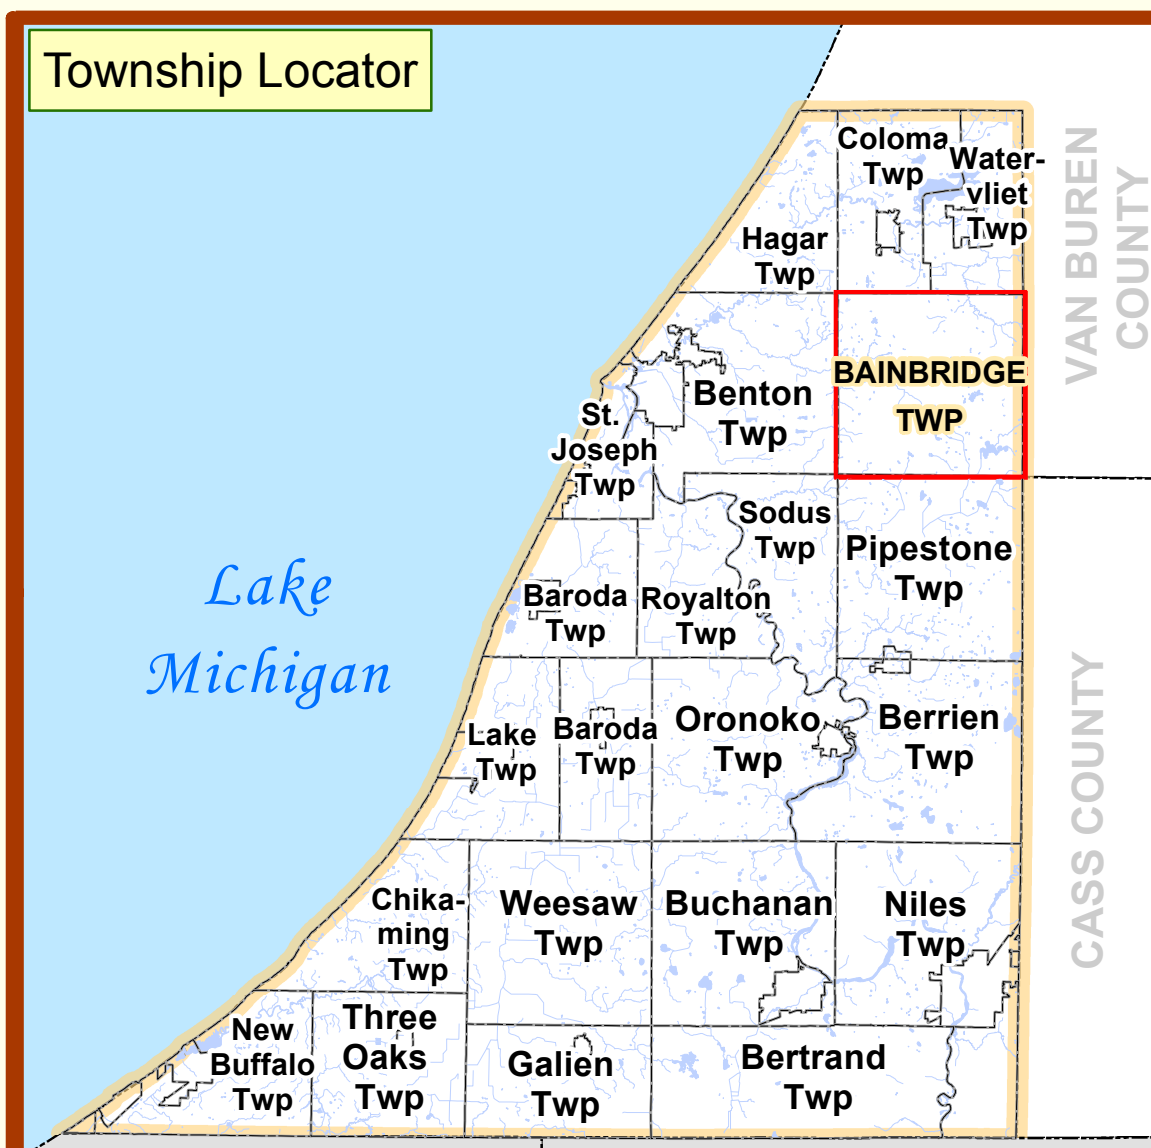 Township Locator
Coloma
Twp
Water-
vliet
Twp
Hagar
Twp
VAN BUREN
COUNTY
BAINBRIDGE
TWP
Benton
Twp
St.
Joseph
Twp
Sodus
Twp
Pipestone
Twp
Lake
Michigan
Baroda
Twp
Royalton
Twp
Lake
Twp
Baroda
Twp
Oronoko
Twp
Berrien
Twp
CASS COUNTY
Chika-
ming
Twp
Weesaw
Twp
Buchanan
Twp
Niles
Twp
New
Buffalo
Twp
Three
Oaks
Twp
Galien
Twp
Bertrand
Twp